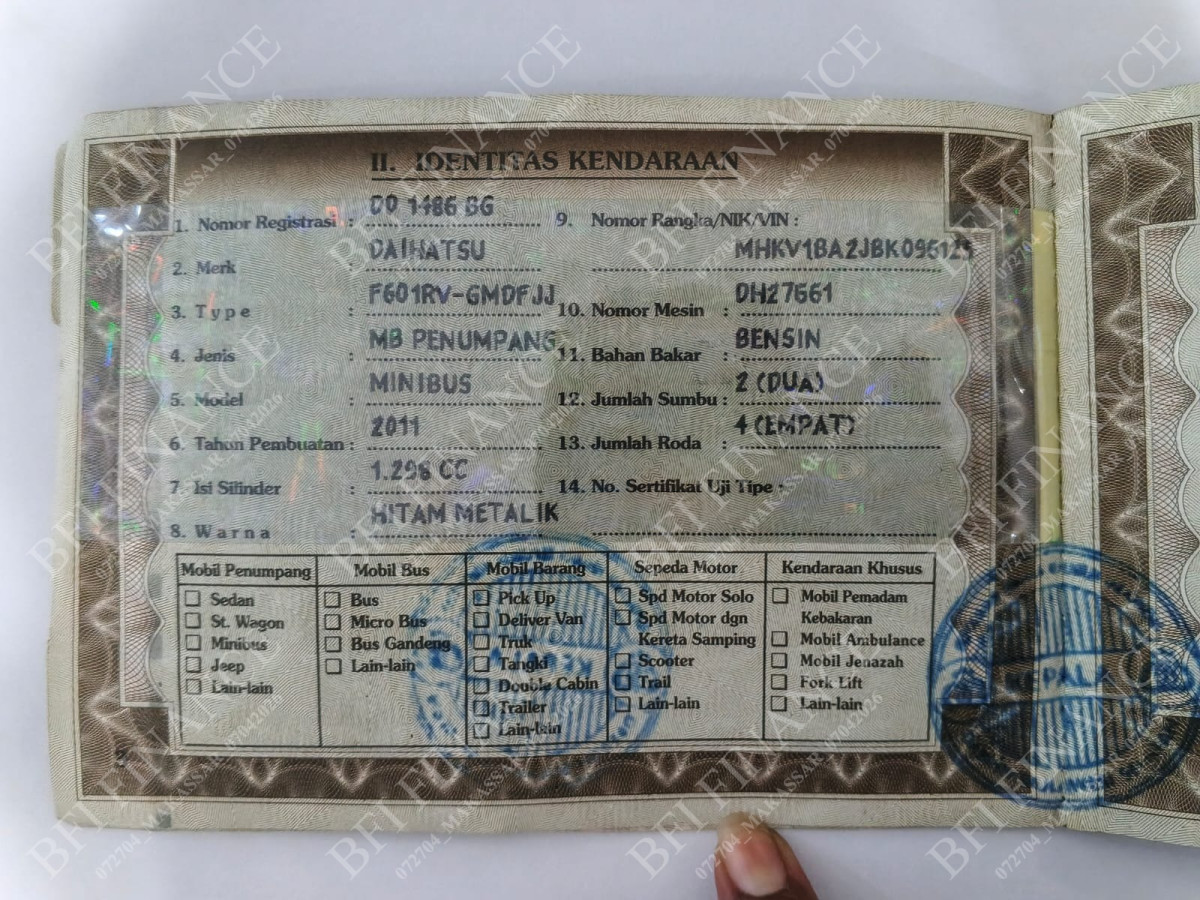 II. IDENTITAS KENDARAAN
1. Nomor Registrasi : DD 1486 BG
2. Merk : DAIHATSU
3. Type : F601RV-GMDFJJ
4. Jenis : MB PENUMPANG
5. Model : MINIBUS
6. Tahun Pembuatan : 2011
7. Isi Silinder : 1.298 CC
8. Warna : HITAM METALIK
9. Nomor Rangka/NIK/VIN :
MHKV1BA2JBK096125
10. Nomor Mesin : DH27661
11. Bahan Bakar : BENSIN
12. Jumlah Sumbu : 2 (DUA)
13. Jumlah Roda : 4 (EMPAT)
14. No. Sertifikat Uji Tipe :
Mobil Penumpang
Sedan
St. Wagon
Minibus
Jeep
Lain-lain
Mobil Bus
Bus
Micro Bus
Bus Gandeng
Lain-lain
Mobil Barang
Pick Up
Deliver Van
Truk
Tangki
Double Cabin
Trailer
Lain-lain
Sepeda Motor
Spd Motor Solo
Spd Motor dgn
Kereta Samping
Scooter
Trail
Lain-lain
Kendaraan Khusus
Mobil Pemadam
Kebakaran
Mobil Ambulance
Mobil Jenazah
Fork Lift
Lain-lain
2
BFI FINANCE
072704_MAKASSAR_07042026